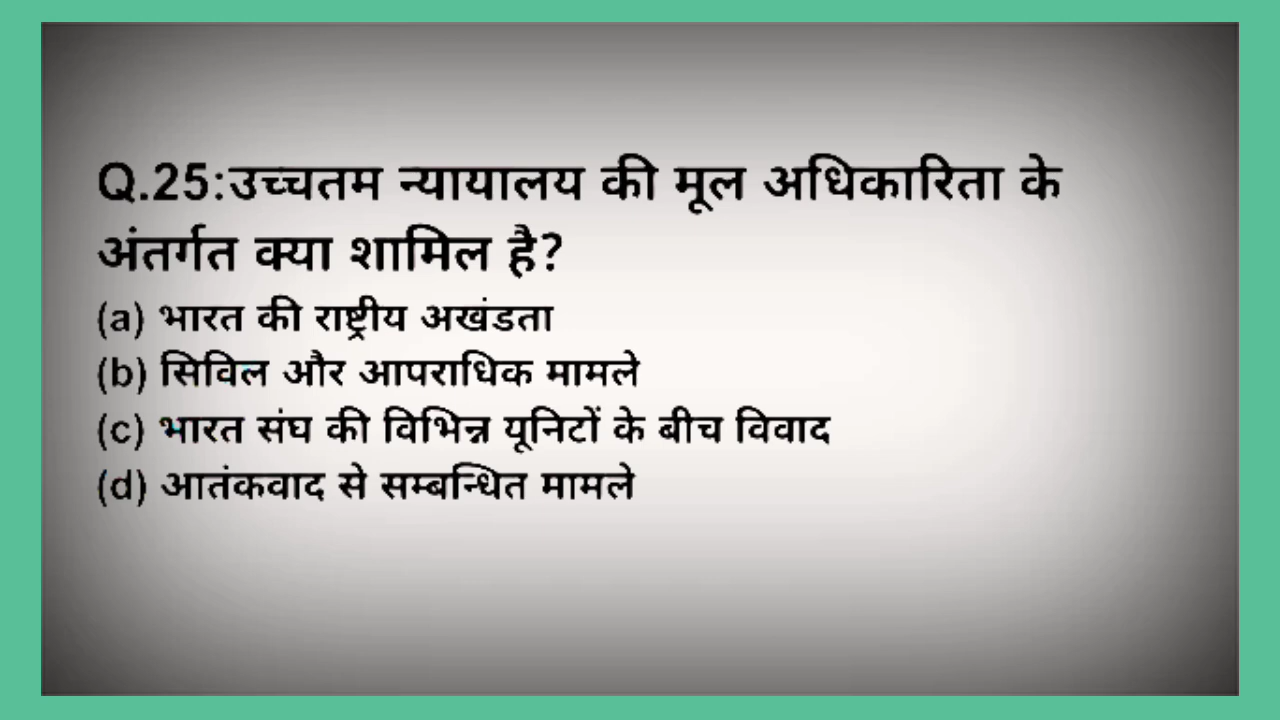 Q.25:उच्चतम न्यायालय की मूल अधिकारिता के
अंतर्गत क्या शामिल है?
(a) भारत की राष्ट्रीय अखंडता
(b) सिविल और आपराधिक मामले
(c) भारत संघ की विभिन्न यूनिटों के बीच विवाद
(d) आतंकवाद से सम्बन्धित मामले